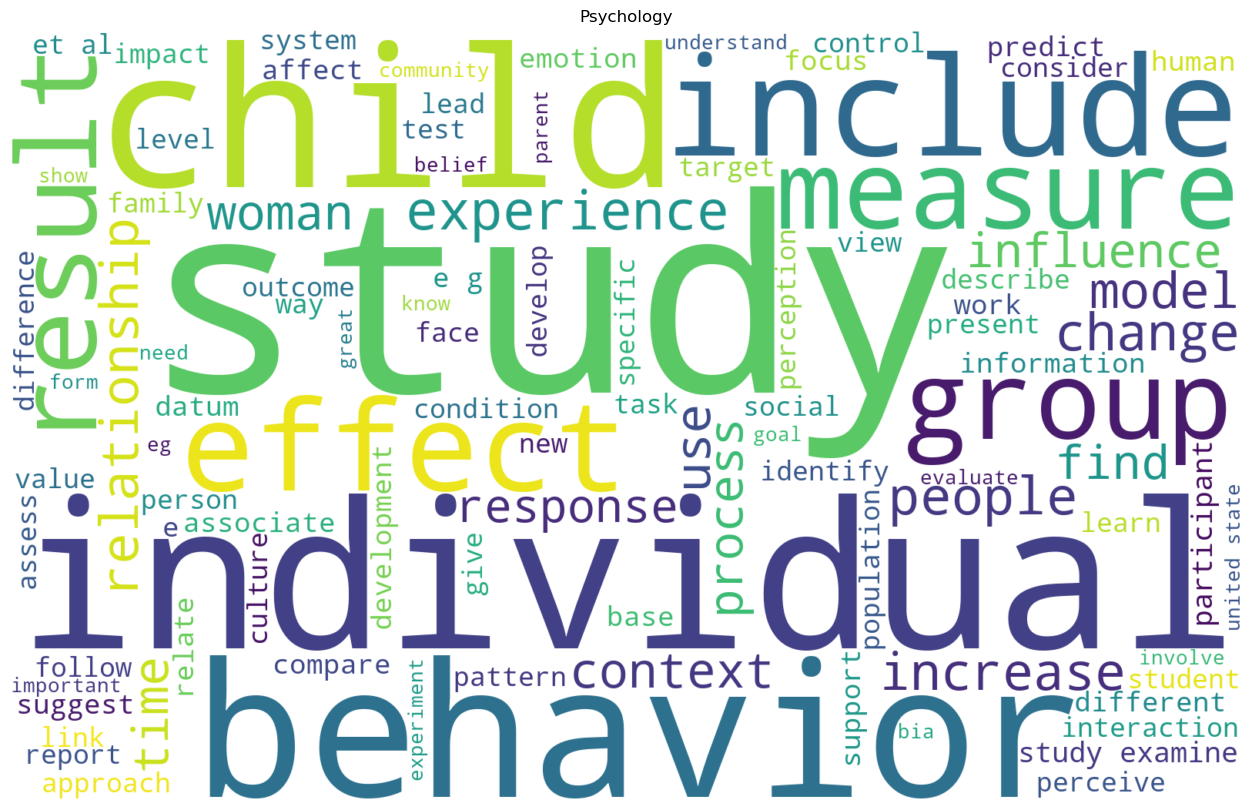 Psychology
et al
impact
system
affect
community
emotion
understand
control
focus
predict
consider
human
result
child
include
level
lead
test
belief
parent
target
show
family
woman
experience
measure
relationship
study
view
influence
difference
outcome
way
e g
know
great
face
develop
specific
perception
describe
work
model
present
change
need
form
information
datum
effect
condition
new
task
social
goal
group
eg
use
process
identify
find
evaluate
value
person
people
assess
e
associate
response
learn
participant
united state
individual
culture
development
give
base
population
follow
relate
compare
pattern
context
increase
involve
student
important
suggest
time
behavior
experiment
support
bia
different
interaction
link
report
study examine
approach
perceive